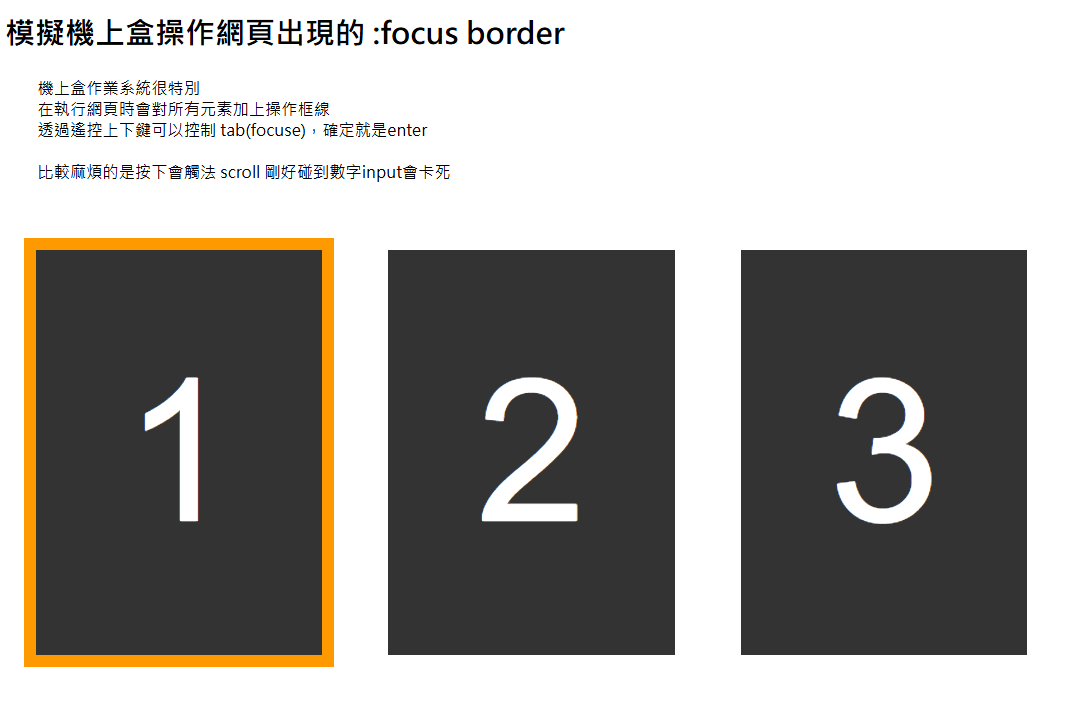 模擬機上盒操作網頁出現的 :focus border
機上盒作業系統很特別
在執行網頁時會對所有元素加上操作框線
透過遙控上下鍵可以控制 tab(focuse)，確定就是enter
比較麻煩的是按下會觸法 scroll 剛好碰到數字input會卡死
1 2 3